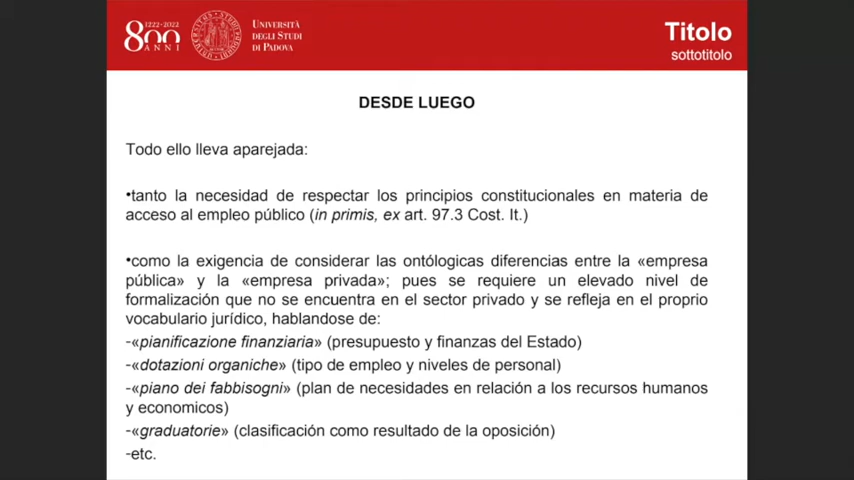 1222-2022
800
ANNI
UNIVERSITÀ
DEGLI STUDI
DI PADOVA
Titolo
sottotitolo
DESDE LUEGO
Todo ello lleva aparejada:
•tanto la necesidad de respectar los principios constitucionales en materia de
acceso al empleo público (in primis, ex art. 97.3 Cost. It.)
•como la exigencia de considerar las ontólogicas diferencias entre la «empresa
pública» y la «empresa privada»; pues se requiere un elevado nivel de
formalización que no se encuentra en el sector privado y se refleja en el proprio
vocabulario jurídico, hablandose de:
-«pianificazione finanziaria» (presupuesto y finanzas del Estado)
-«dotazioni organiche» (tipo de empleo y niveles de personal)
-«piano dei fabbisogni» (plan de necesidades en relación a los recursos humanos
y economicos)
-«graduatorie» (clasificación como resultado de la oposición)
-etc.